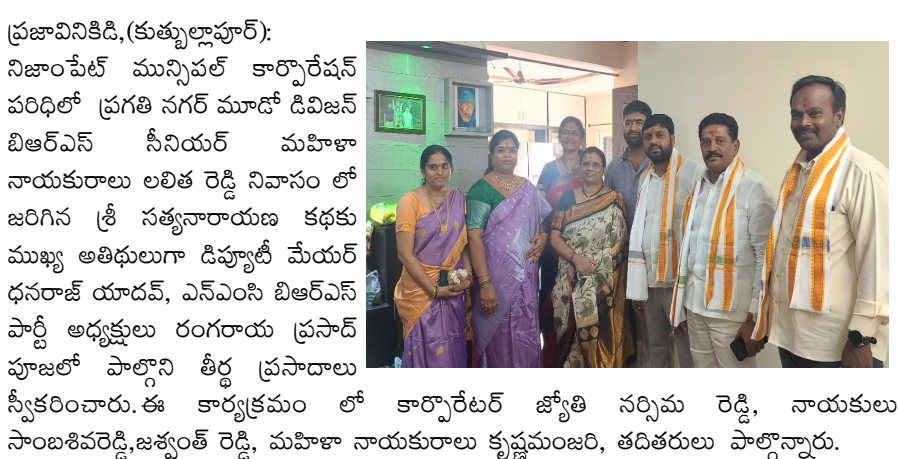 ప్రజావినికిడి,(కుత్బుల్లాపూర్):
నిజాంపేట్ మున్సిపల్ కార్పొరేషన్
పరిధిలో ప్రగతి నగర్ మూడో డివిజన్
బిఆర్ఎస్ సీనియర్ మహిళా
నాయకురాలు లలిత రెడ్డి నివాసం లో
జరిగిన శ్రీ సత్యనారాయణ కథకు
ముఖ్య అతిథులుగా డిప్యూటీ మేయర్
ధనరాజ్ యాదవ్, ఎన్ఎంసి బిఆర్ఎస్
పార్టీ అధ్యక్షులు రంగరాయ ప్రసాద్
పూజలో పాల్గొని తీర్థ ప్రసాదాలు
స్వీకరించారు.ఈ కార్యక్రమం లో కార్పొరేటర్ జ్యోతి నర్సిమ రెడ్డి, నాయకులు
సాంబశివరెడ్డి,జశ్వంత్ రెడ్డి, మహిళా నాయకురాలు కృష్ణమంజరి, తదితరులు పాల్గొన్నారు.